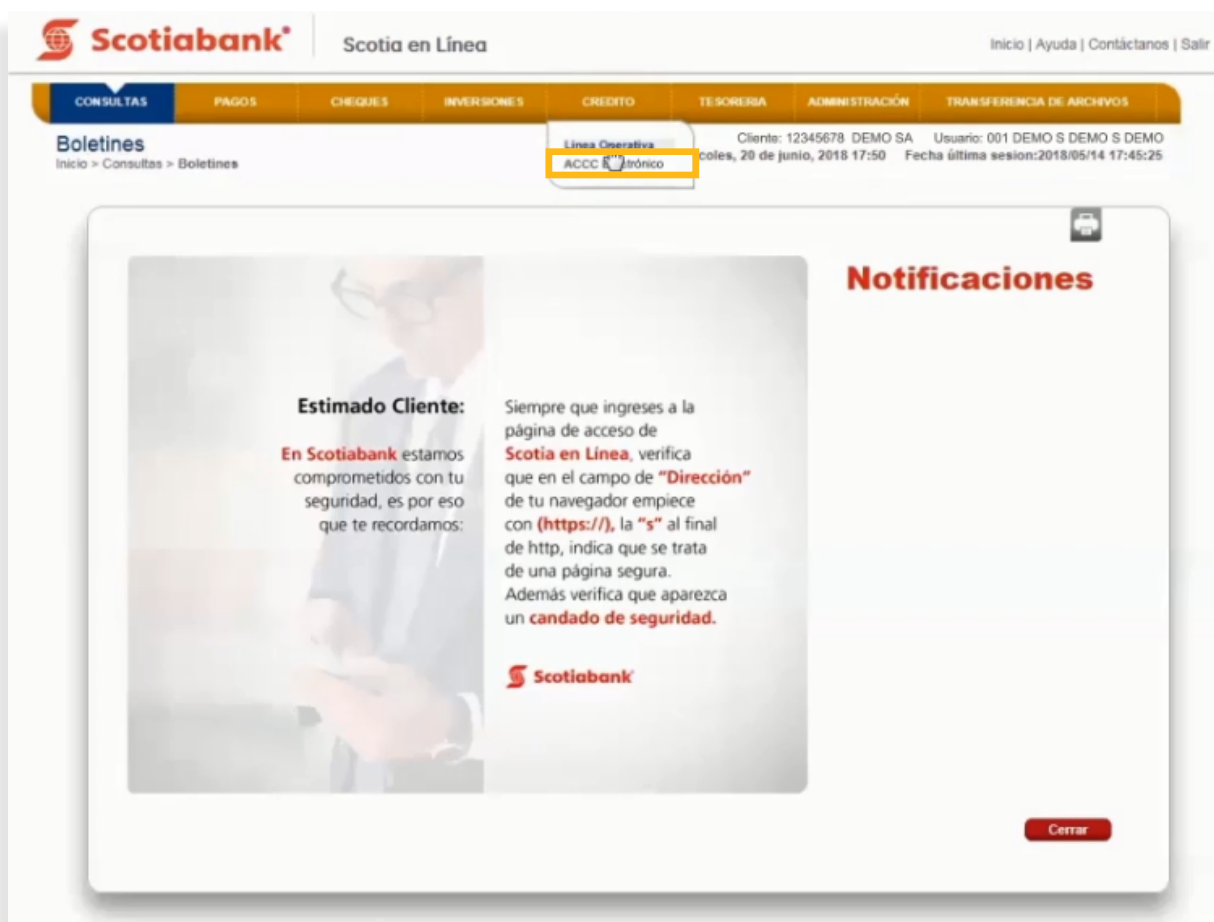 Scotiabank
Scotia en Línea
Inicio | Ayuda | Contáctanos | Salir
CONSULTAS PAGOS CHEQUES INVERSIONES CREDITO TESORERIA ADMINISTRACIÓN TRANSFERENCIA DE ARCHIVOS
Boletines
Inicio > Consultas > Boletines
Línea Operativa
ACCC
Cliente: 12345678 DEMO SA Usuario: 001 DEMO S DEMO S DEMO
coles, 20 de junio, 2018 17:50 Fecha última sesion:2018/05/14 17:45:25
Notificaciones
Estimado Cliente:
En Scotiabank estamos
comprometidos con tu
seguridad, es por eso
que te recordamos:
Siempre que ingreses a la
página de acceso de
Scotia en Línea, verifica
que en el campo de "Dirección"
de tu navegador empiece
con (https://), la "s" al final
de http, indica que se trata
de una página segura.
Además verifica que aparezca
un candado de seguridad.
Scotiabank
Cerrar